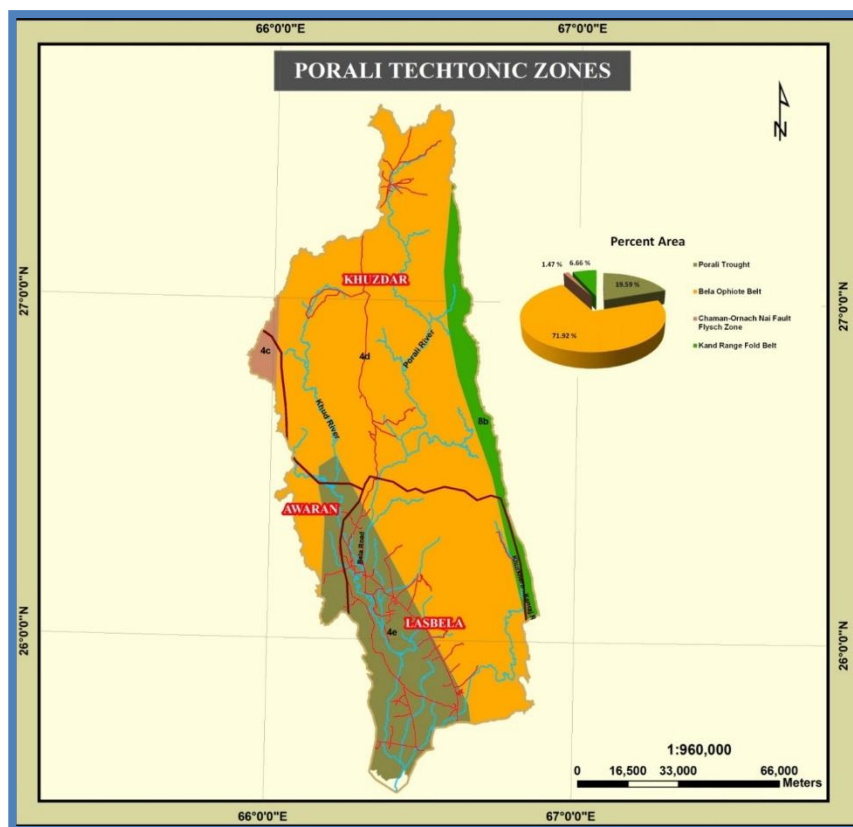 66°0'0"E
67°0'0"E
PORALI TECHTONIC ZONES
N
27°0'0"N
27°0'0"N
Percent Area
1.47 %
6.66 %
19.59 %
71.92 %
Porali Trought
Bela Ophiote Belt
Chaman-Ornach Nai Fault
Flysch Zone
Kand Range Fold Belt
KHUZDAR
4c
4d
Porali River
Khud River
8b
AWARAN
Bela Road
LASBELA
4e
26°0'0"N
26°0'0"N
1:960,000
0 16,500 33,000 66,000
Meters
66°0'0"E
67°0'0"E